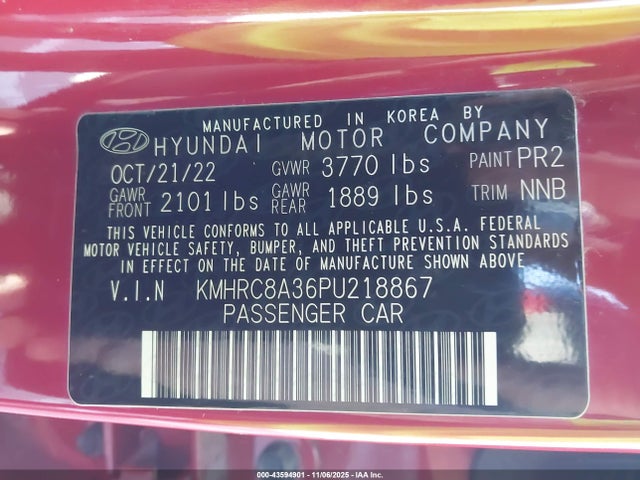 MANUFACTURED IN KOREA BY
HYUNDAI MOTOR COMPANY
OCT/21/22 GVWR 3770 lbs PAINT PR2
GAWR FRONT 2101 lbs GAWR REAR 1889 lbs TRIM NNB
THIS VEHICLE CONFORMS TO ALL APPLICABLE U.S.A. FEDERAL
MOTOR VEHICLE SAFETY, BUMPER, AND THEFT PREVENTION STANDARDS
IN EFFECT ON THE DATE OF MANUFACTURE SHOWN ABOVE.
V.I.N KMHRC8A36PU218867
PASSENGER CAR
000-43594901 - 11/06/2025 - IAA Inc.